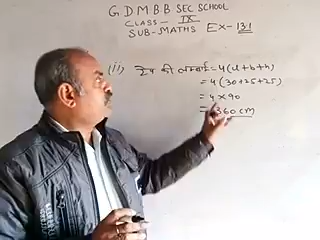 G D M B B SEC SCHOOL
CLASS - IX
SUB-MATHS EX-13.1
(ii) टेप की लम्बाई = 4(l+b+h)
= 4 (30+25+25)
= 4 × 90
= 360 cm